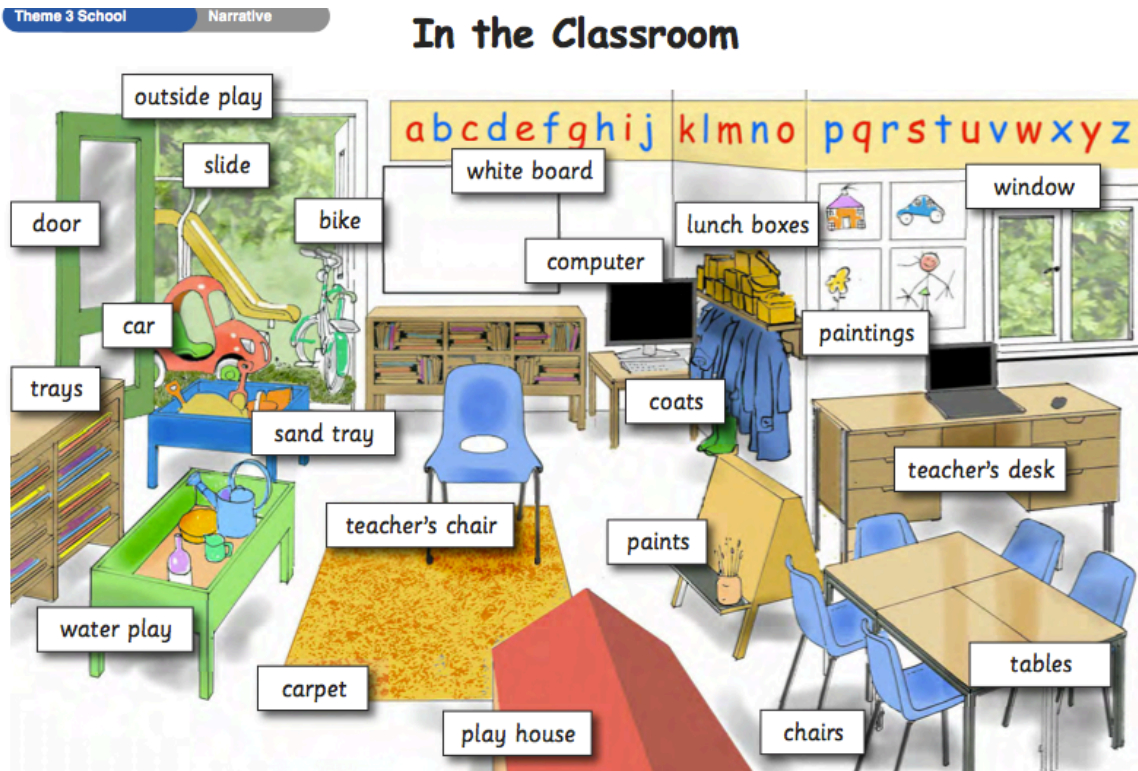 Theme 3 School
Narrative
In the Classroom
outside play
abcdefghij klmno pqrstuvwxyz
slide
white board
window
door
bike
lunch boxes
computer
car
paintings
trays
coats
sand tray
teacher's desk
teacher's chair
paints
water play
tables
carpet
play house
chairs